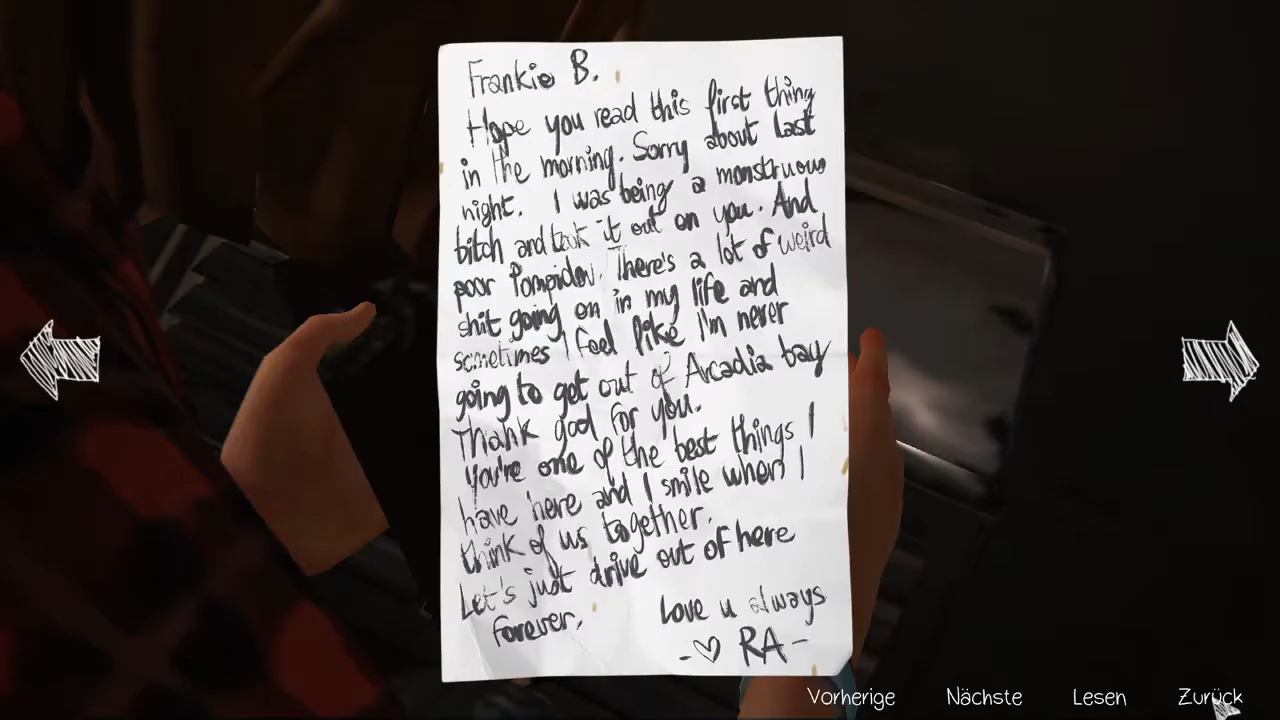 Frankie B.
Hope you read this first thing
in the morning. Sorry about last
night. I was being a monstruous
bitch and took it out on you. And
poor Pompidou. There's a lot of weird
shit going on in my life and
sometimes I feel like I'm never
going to get out of Arcadia bay
Thank god for you.
You're one of the best things I
have here and I smile when I
think of us together.
Let's just drive out of here
forever.
Love u always
-♡ RA-
Vorherige Nächste Lesen Zurück